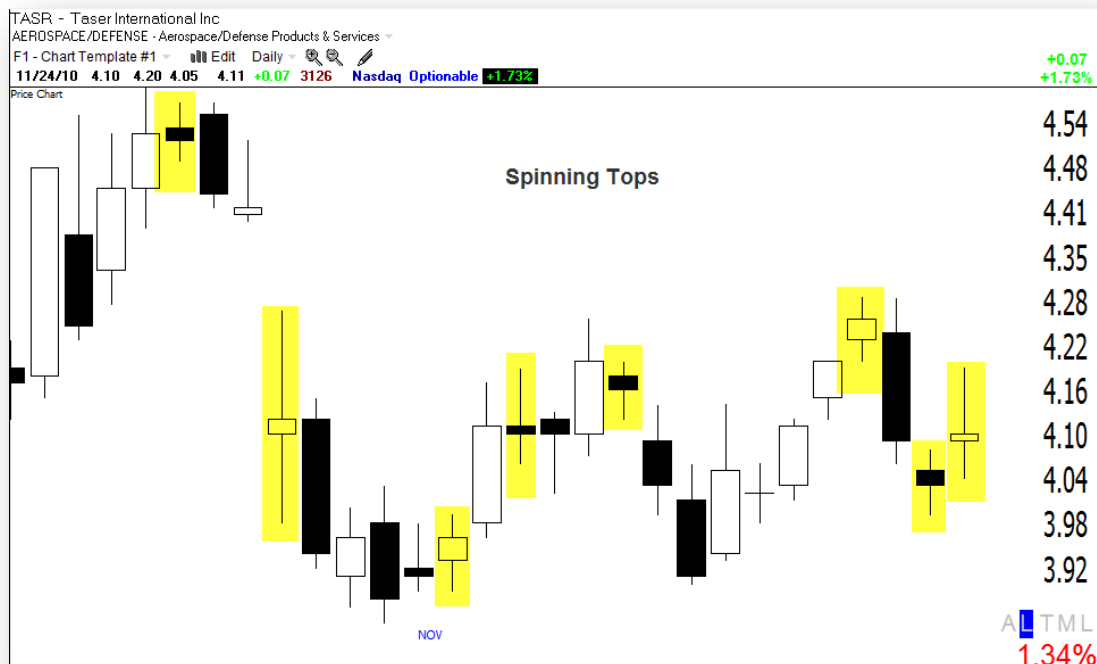 TASR - Taser International Inc
AEROSPACE/DEFENSE - Aerospace/Defense Products & Services
F1 - Chart Template #1 Edit Daily
11/24/10 4.10 4.20 4.05 4.11 +0.07 3126 Nasdaq Optionable +1.73%
+0.07
+1.73%
Price Chart
Spinning Tops
4.54
4.48
4.41
4.35
4.28
4.22
4.16
4.10
4.04
3.98
3.92
NOV
A L T M L
1.34%